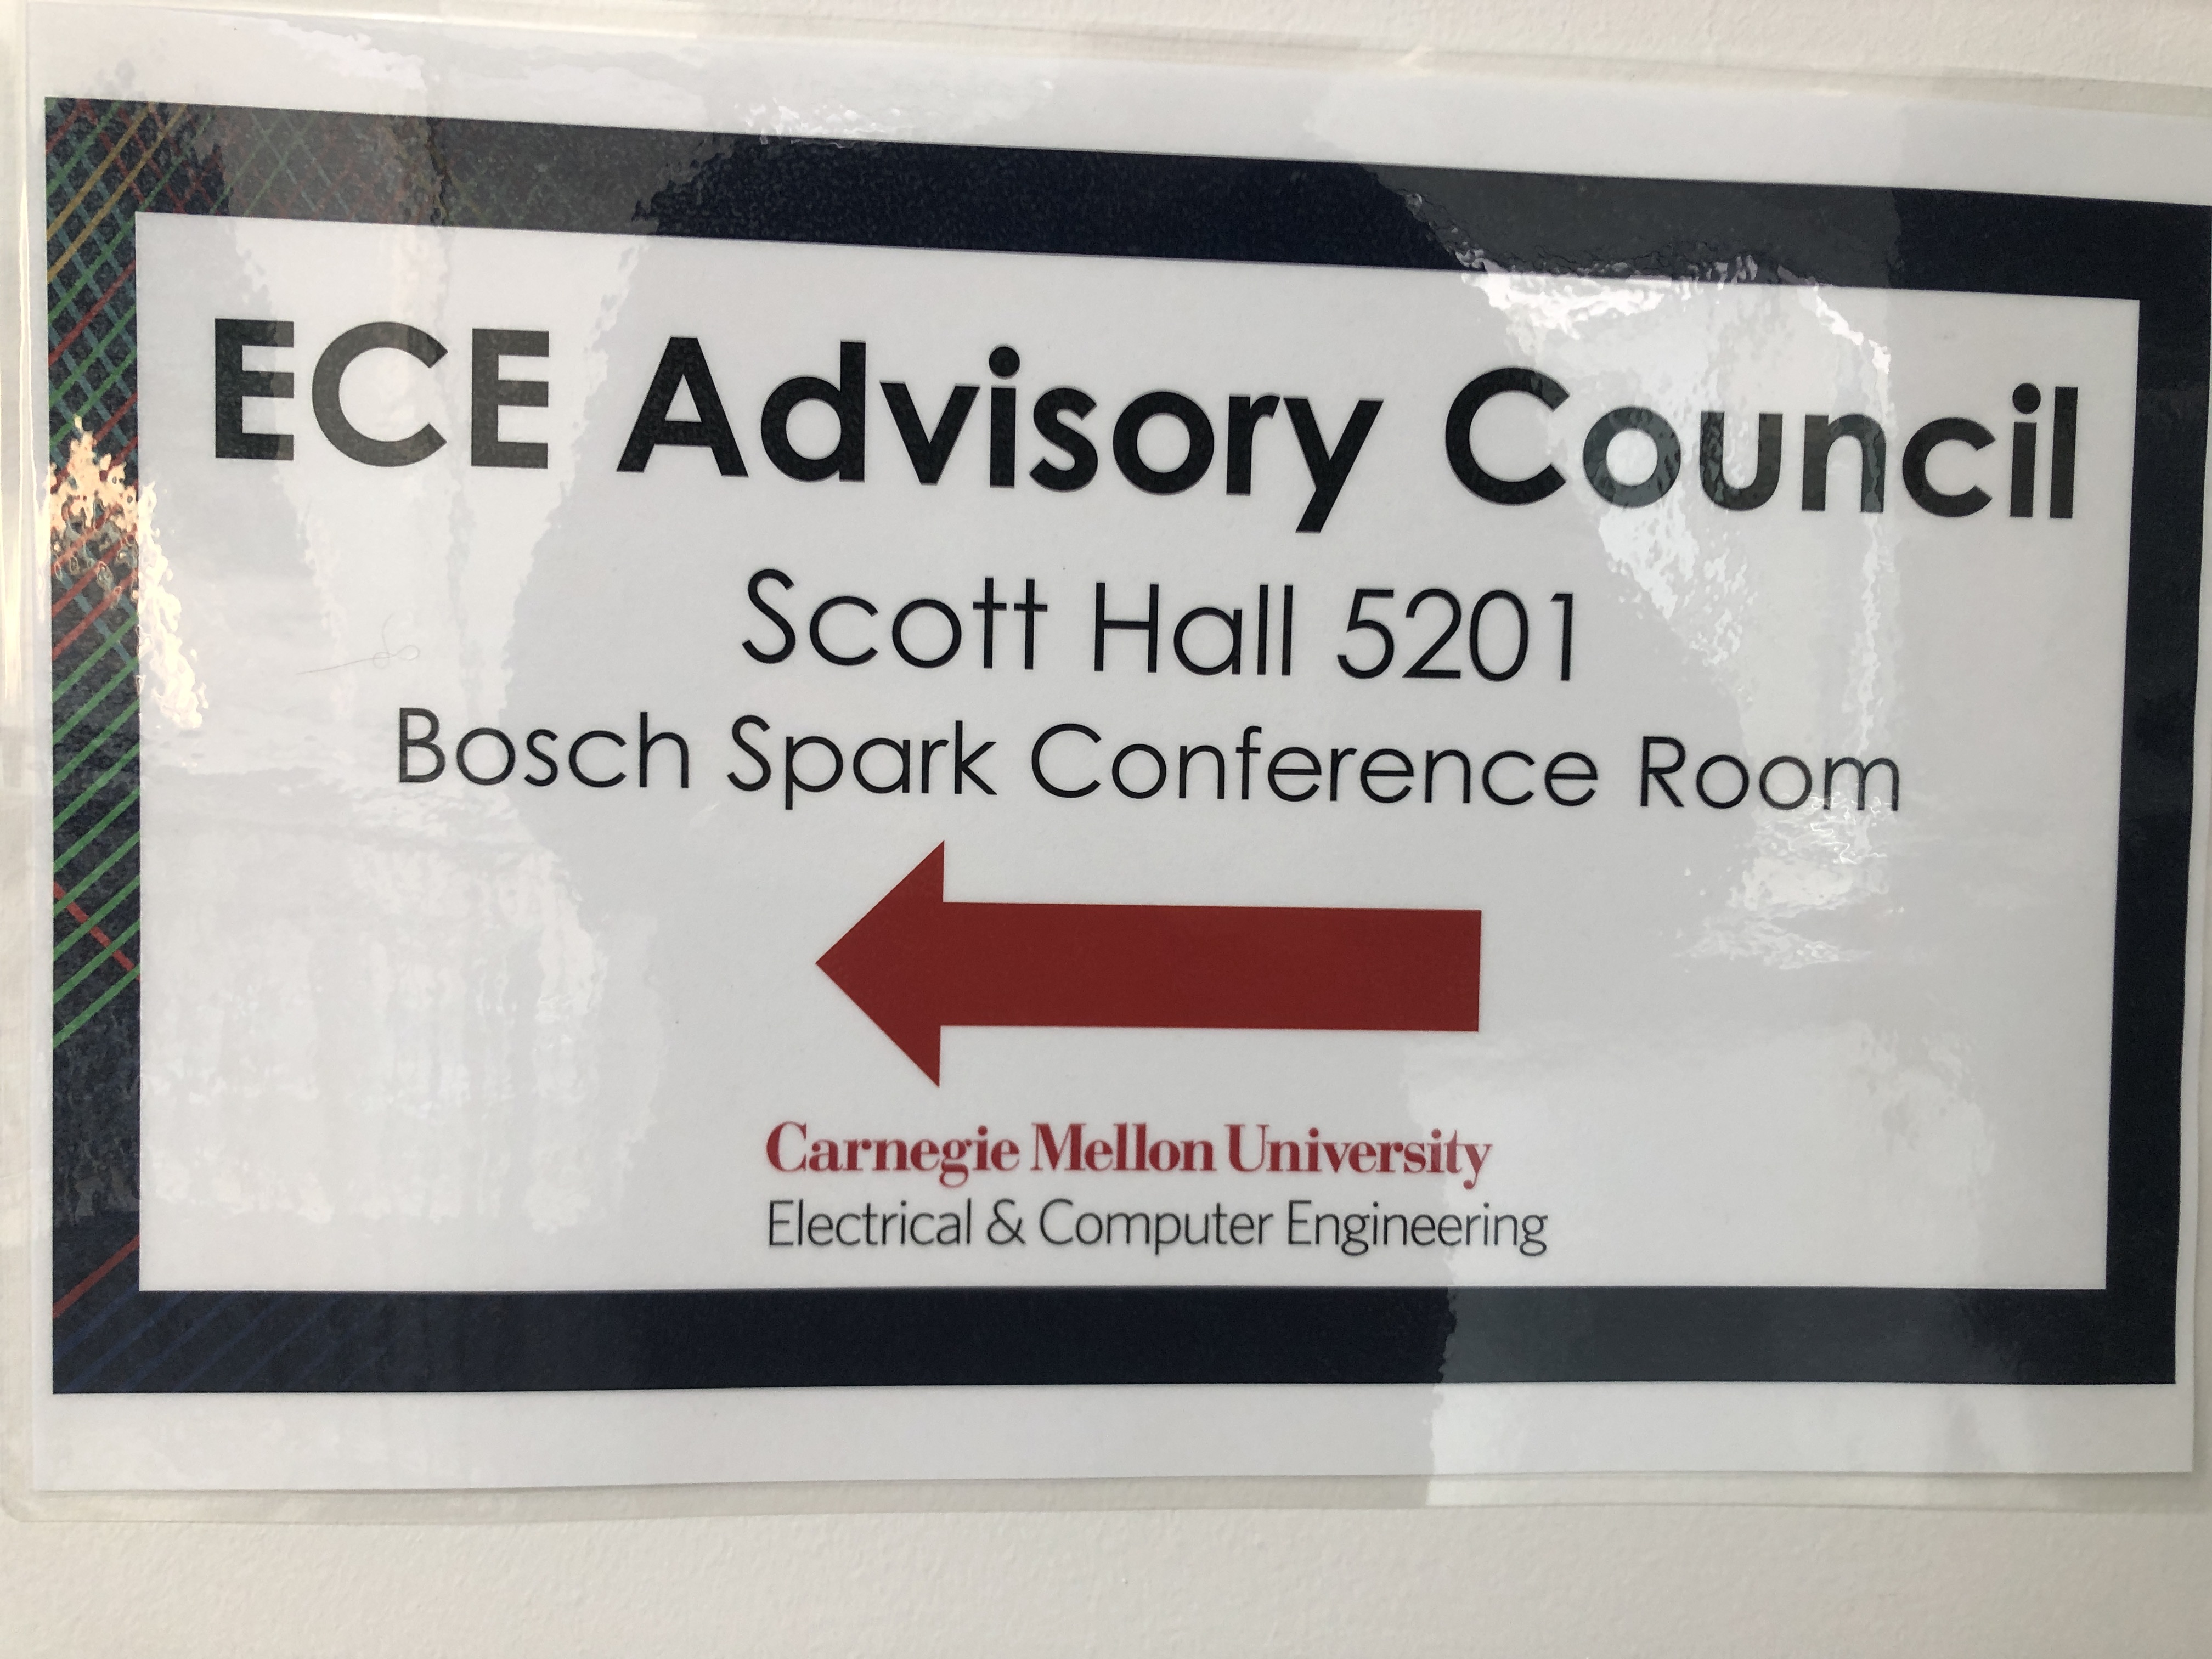 ECE Advisory Council
Scott Hall 5201
Bosch Spark Conference Room
Carnegie Mellon University
Electrical & Computer Engineering